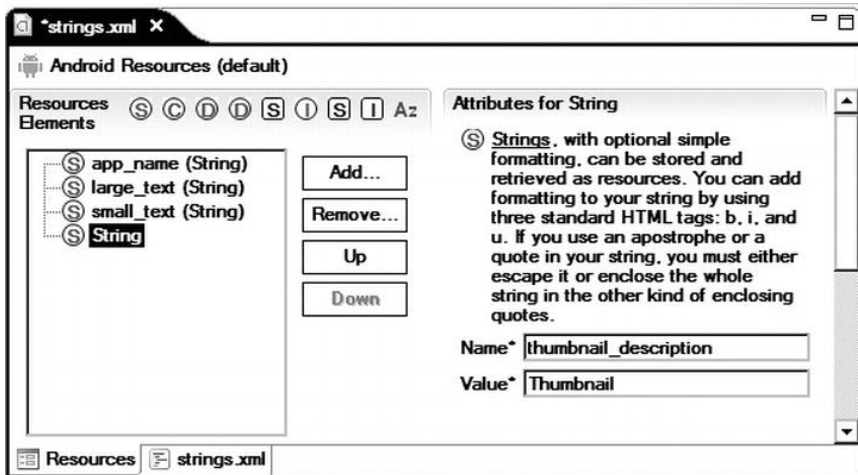 *strings.xml
Android Resources (default)
Resources Elements
S C D D S I S I Az
app_name (String)
large_text (String)
small_text (String)
String
Add...
Remove...
Up
Down
Attributes for String
S Strings, with optional simple
formatting, can be stored and
retrieved as resources. You can add
formatting to your string by using
three standard HTML tags: b, i, and
u. If you use an apostrophe or a
quote in your string, you must either
escape it or enclose the whole
string in the other kind of enclosing
quotes.
Name* thumbnail_description
Value* Thumbnail
Resources
strings.xml